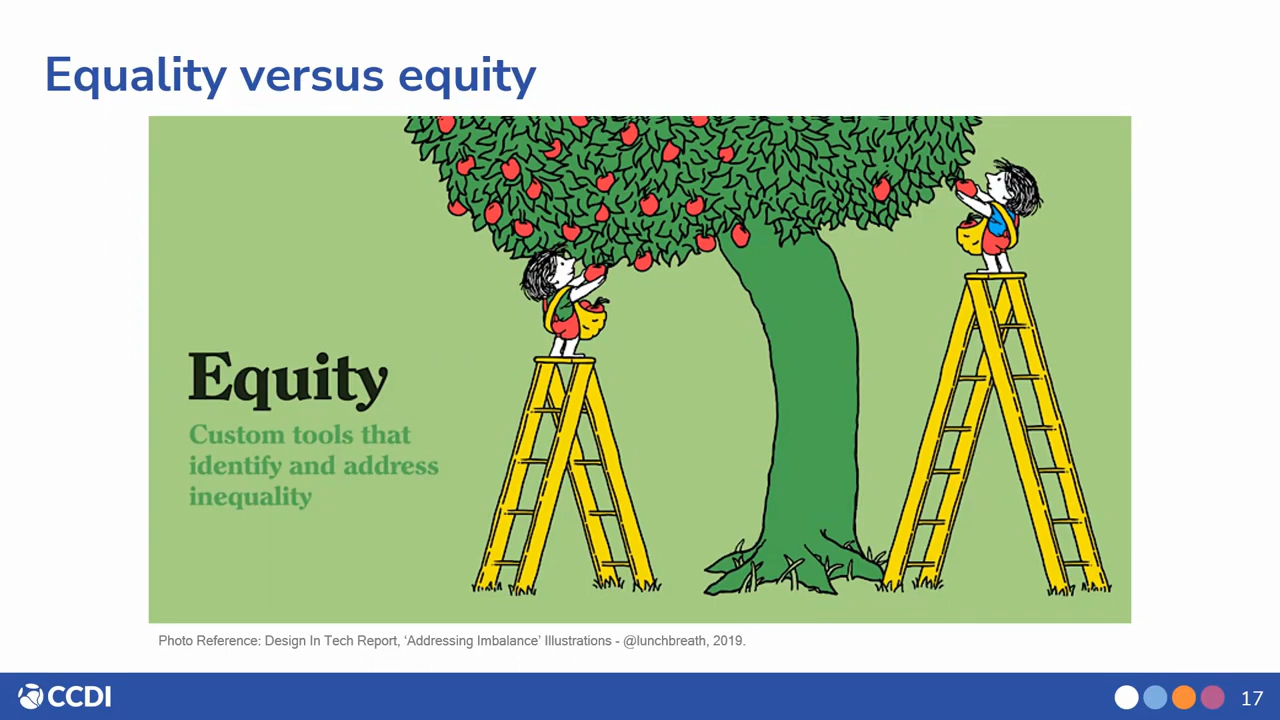 Equality versus equity
Equity
Custom tools that
identify and address
inequality
Photo Reference: Design In Tech Report, ‘Addressing Imbalance’ Illustrations - @lunchbreath, 2019.
CCDI
17